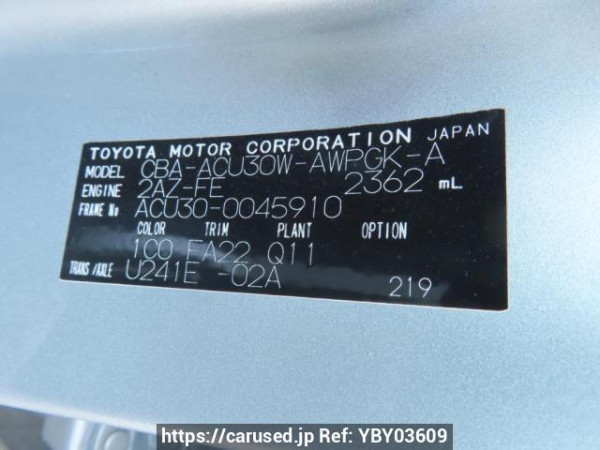 TOYOTA MOTOR CORPORATION JAPAN
MODEL CBA-ACU30W-AWPGK-A
ENGINE 2AZ-FE 2362 mL
FRAME No ACU30-0045910
COLOR TRIM PLANT OPTION
1C0 FA22 Q11
TRANS/AXLE U241E -02A
219
https://carused.jp Ref: YBY03609